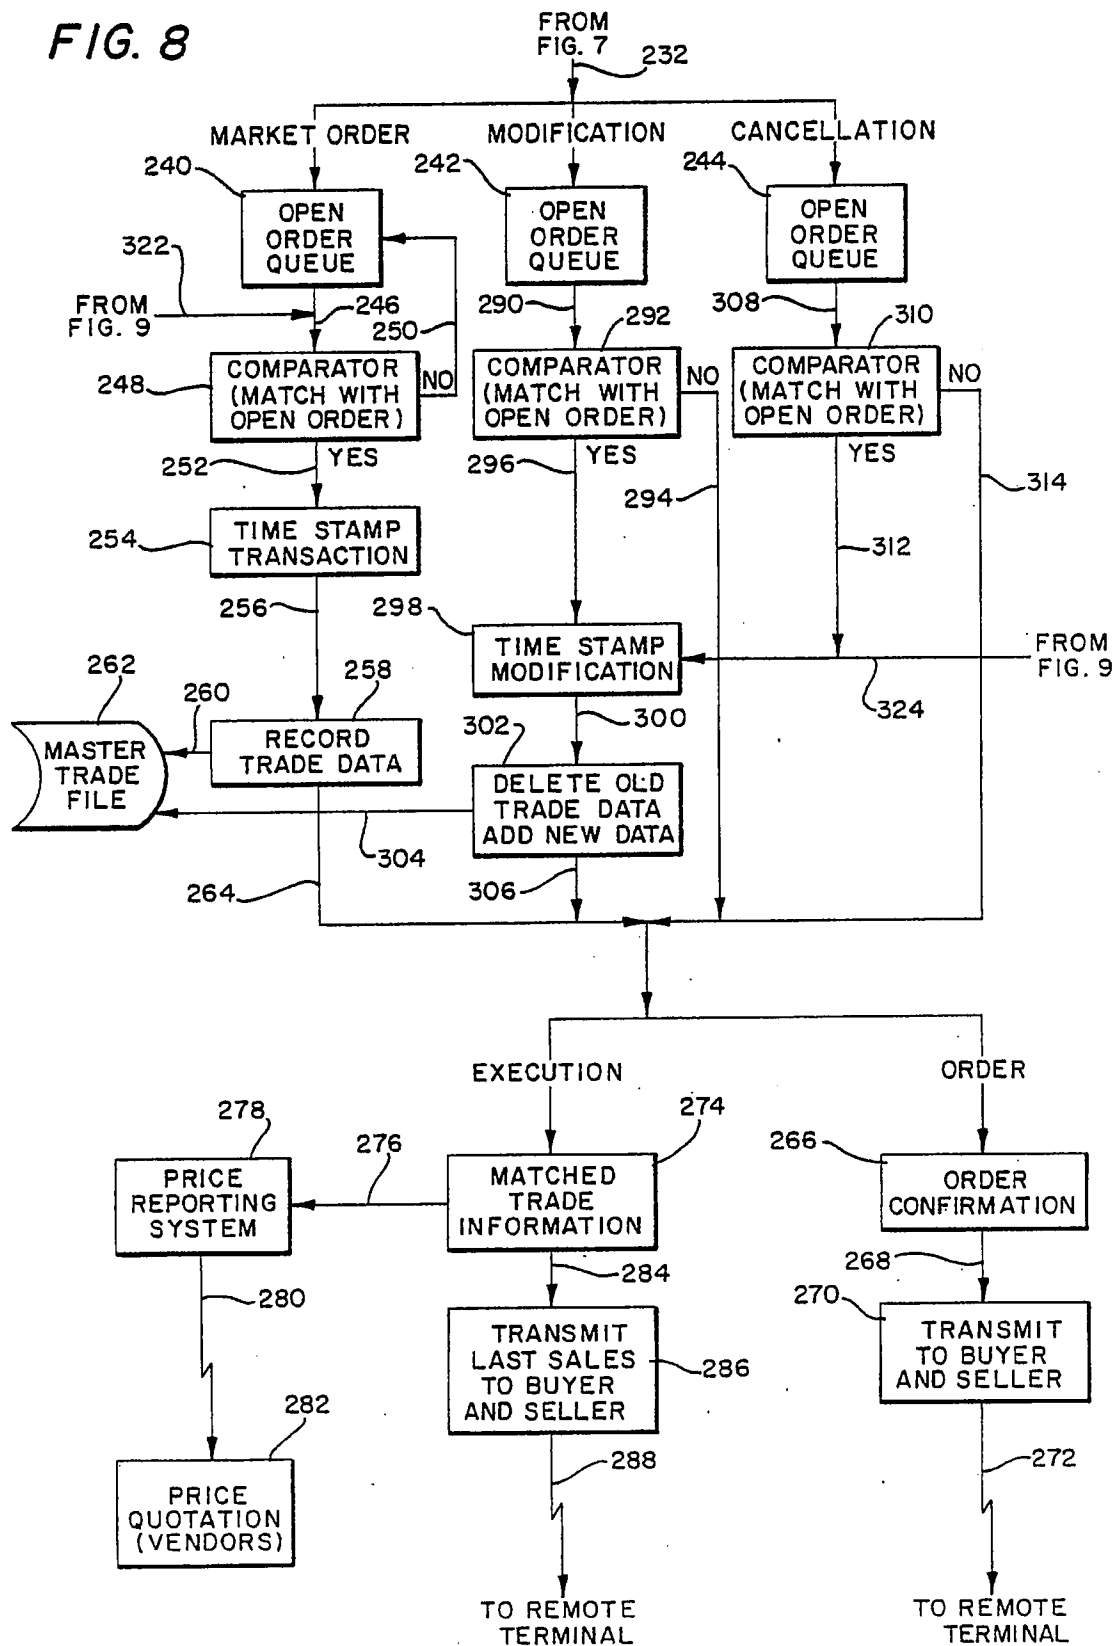 FIG. 8
FROM
FIG. 7
232
MARKET ORDER
MODIFICATION
CANCELLATION
240
242
244
OPEN
ORDER
QUEUE
OPEN
ORDER
QUEUE
OPEN
ORDER
QUEUE
322
FROM
FIG. 9
246
250
290
292
308
310
248
COMPARATOR
(MATCH WITH
OPEN ORDER)
NO
COMPARATOR
(MATCH WITH
OPEN ORDER)
NO
COMPARATOR
(MATCH WITH
OPEN ORDER)
NO
252
YES
296
YES
294
YES
314
254
TIME STAMP
TRANSACTION
312
256
298
TIME STAMP
MODIFICATION
FROM
FIG. 9
324
262
260
258
300
302
MASTER
TRADE
FILE
RECORD
TRADE DATA
DELETE OLD
TRADE DATA
ADD NEW DATA
304
264
306
EXECUTION
ORDER
278
276
274
266
PRICE
REPORTING
SYSTEM
MATCHED
TRADE
INFORMATION
ORDER
CONFIRMATION
280
284
268
270
TRANSMIT
LAST SALES
TO BUYER
AND SELLER
286
TRANSMIT
TO BUYER
AND SELLER
282
288
272
PRICE
QUOTATION
(VENDORS)
TO REMOTE
TERMINAL
TO REMOTE
TERMINAL